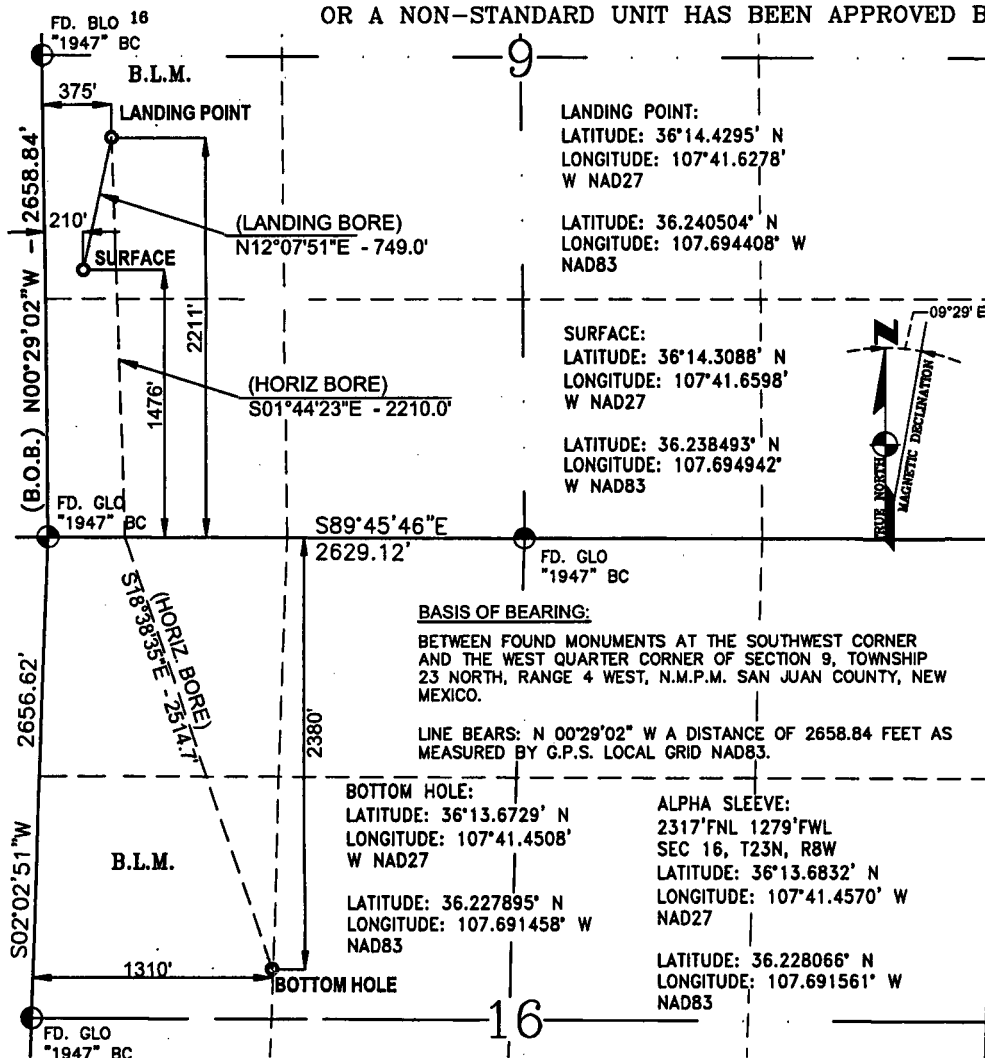 OR A NON-STANDARD UNIT HAS BEEN APPROVED B
FD. BLO 16
"1947" BC
9
B.L.M.
375'
LANDING POINT
LANDING POINT:
LATITUDE: 36°14.4295' N
LONGITUDE: 107°41.6278'
W NAD27
LATITUDE: 36.240504° N
LONGITUDE: 107.694408° W
NAD83
(B.O.B.) N00°29'02"W - 2658.84'
210'
(LANDING BORE)
N12°07'51"E - 749.0'
SURFACE
2211'
1476'
(HORIZ BORE)
S01°44'23"E - 2210.0'
SURFACE:
LATITUDE: 36°14.3088' N
LONGITUDE: 107°41.6598'
W NAD27
LATITUDE: 36.238493° N
LONGITUDE: 107.694942°
W NAD83
N
09°29' E
TRUE NORTH
MAGNETIC DECLINATION
FD. GLO
"1947" BC
S89°45'46"E
2629.12'
FD. GLO
"1947" BC
BASIS OF BEARING:
BETWEEN FOUND MONUMENTS AT THE SOUTHWEST CORNER
AND THE WEST QUARTER CORNER OF SECTION 9, TOWNSHIP
23 NORTH, RANGE 4 WEST, N.M.P.M. SAN JUAN COUNTY, NEW
MEXICO.
LINE BEARS: N 00°29'02" W A DISTANCE OF 2658.84 FEET AS
MEASURED BY G.P.S. LOCAL GRID NAD83.
(HORIZ. BORE)
S18°38'35"E - 2514.7'
2380'
S02°02'51"W
2656.62'
BOTTOM HOLE:
LATITUDE: 36°13.6729' N
LONGITUDE: 107°41.4508'
W NAD27
LATITUDE: 36.227895° N
LONGITUDE: 107.691458° W
NAD83
ALPHA SLEEVE:
2317'FNL 1279'FWL
SEC 16, T23N, R8W
LATITUDE: 36°13.6832' N
LONGITUDE: 107°41.4570' W
NAD27
LATITUDE: 36.228066° N
LONGITUDE: 107.691561° W
NAD83
B.L.M.
1310'
BOTTOM HOLE
16
FD. GLO
"1947" BC